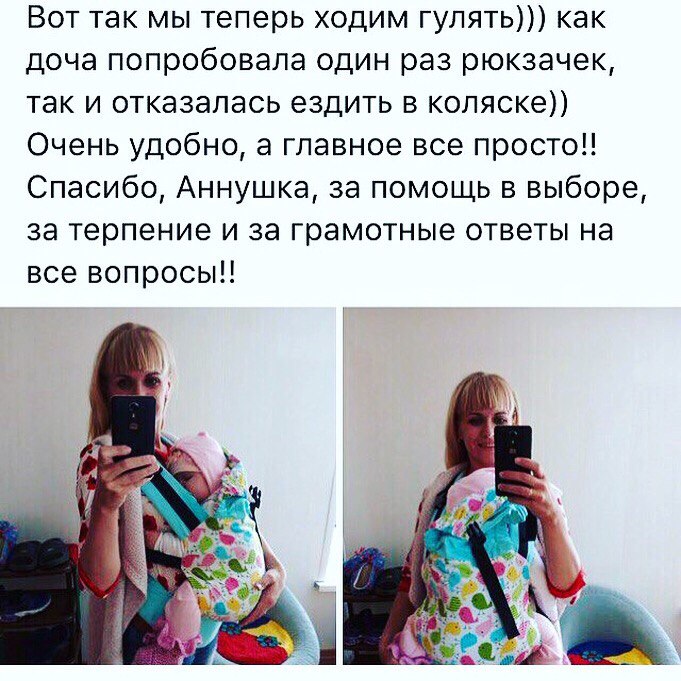 Вот так мы теперь ходим гулять))) как
доча попробовала один раз рюкзачек,
так и отказалась ездить в коляске))
Очень удобно, а главное все просто!!
Спасибо, Аннушка, за помощь в выборе,
за терпение и за грамотные ответы на
все вопросы!!